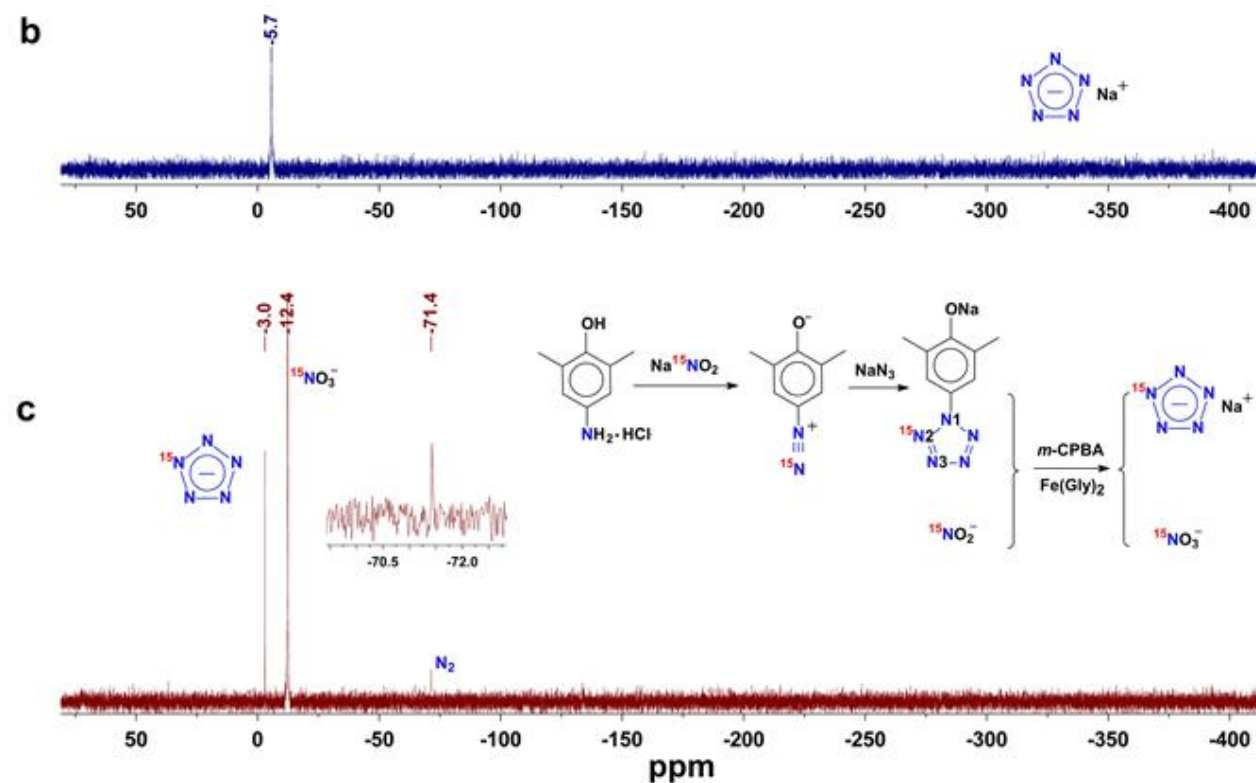 b
-5.7
N
N N
N N
Na+
50 0 -50 -100 -150 -200 -250 -300 -350 -400
c
-3.0
-12.4
-71.4
15NO3−
N
15N N
N N
−
-70.5 -72.0
N2
OH
NH2·HCl
Na15NO2
O−
N+
15N
NaN3
ONa
N1
15N2 N
N3 N
15NO2−
m-CPBA
Fe(Gly)2
N
15N N
N N
−
Na+
15NO3−
50 0 -50 -100 -150 -200 -250 -300 -350 -400
ppm